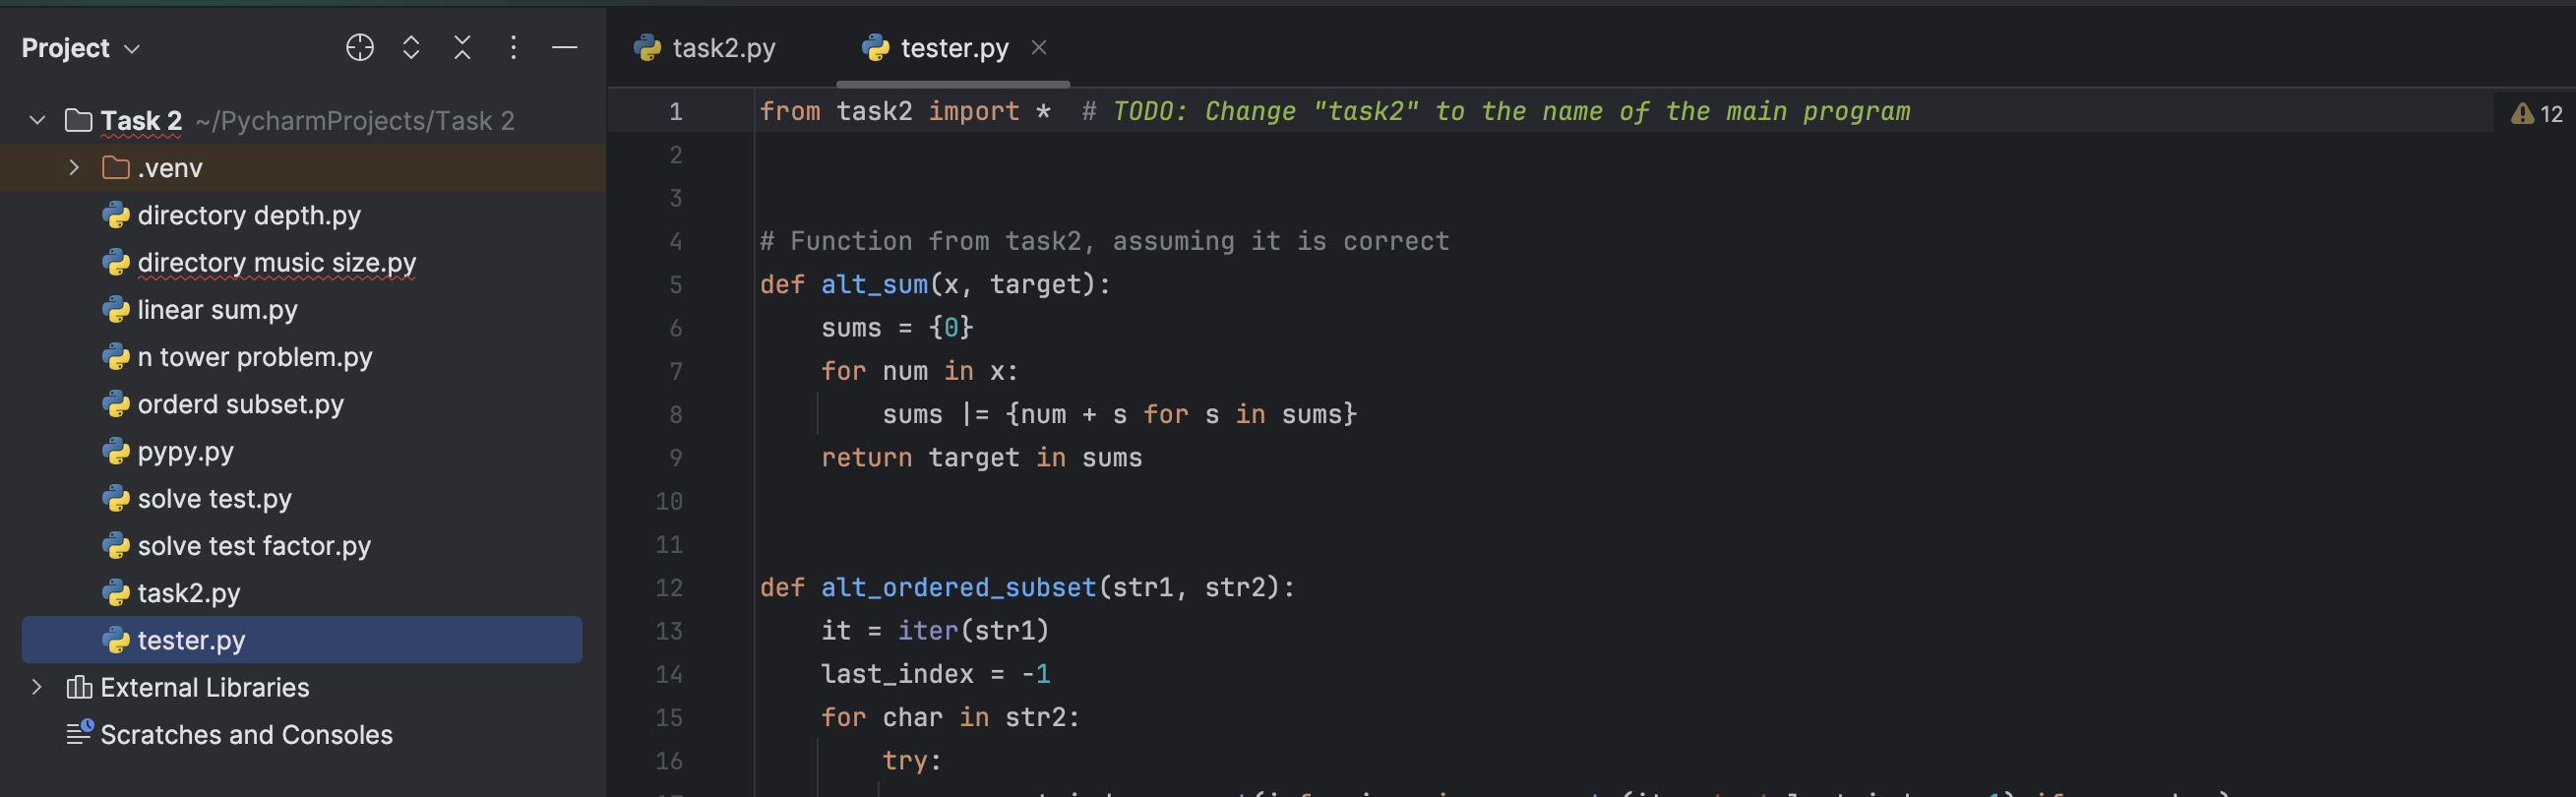 Project
Task 2 ~/PycharmProjects/Task 2
.venv
directory depth.py
directory music size.py
linear sum.py
n tower problem.py
orderd subset.py
pypy.py
solve test.py
solve test factor.py
task2.py
tester.py
External Libraries
Scratches and Consoles
task2.py tester.py
12
1 from task2 import * # TODO: Change "task2" to the name of the main program
2
3
4 # Function from task2, assuming it is correct
5 def alt_sum(x, target):
6 sums = {0}
7 for num in x:
8 sums |= {num + s for s in sums}
9 return target in sums
10
11
12 def alt_ordered_subset(str1, str2):
13 it = iter(str1)
14 last_index = -1
15 for char in str2:
16 try: